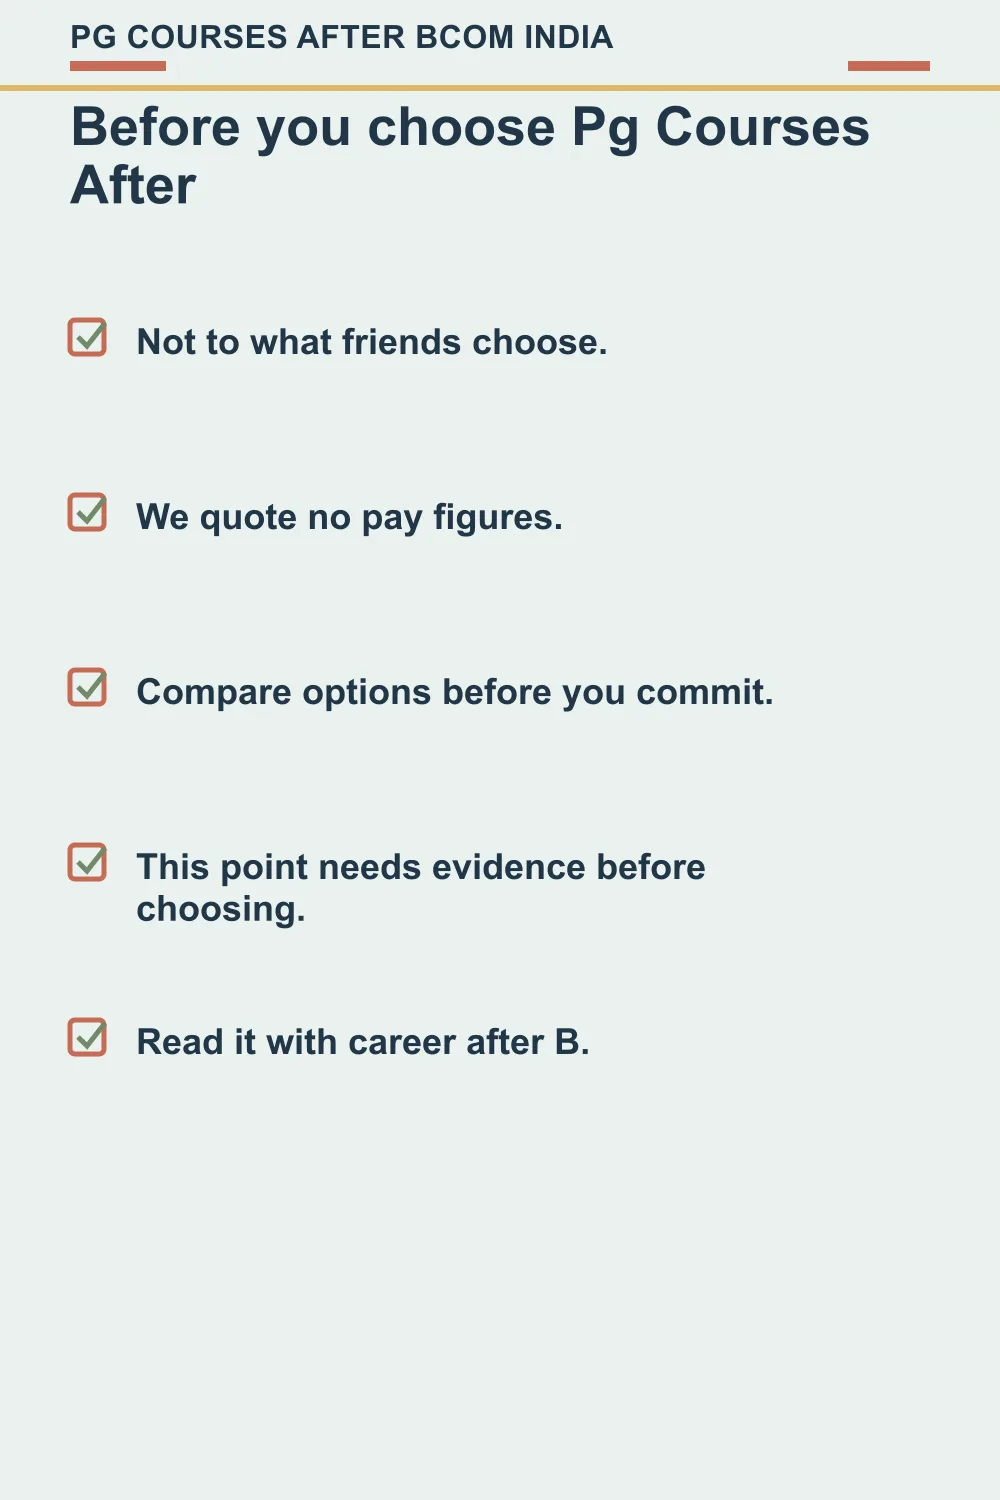 PG COURSES AFTER BCOM INDIA
Before you choose Pg Courses
After
Not to what friends choose.
We quote no pay figures.
Compare options before you commit.
This point needs evidence before
choosing.
Read it with career after B.